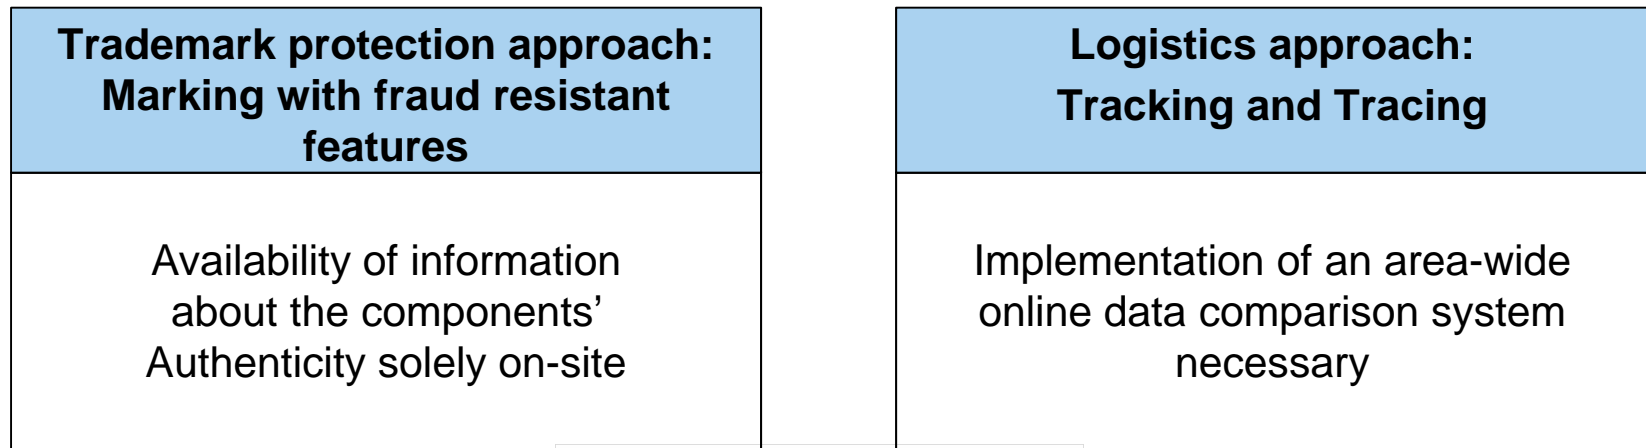 Trademark protection approach:
Marking with fraud resistant
features
Availability of information
about the components’
Authenticity solely on-site
Logistics approach:
Tracking and Tracing
Implementation of an area-wide
online data comparison system
necessary